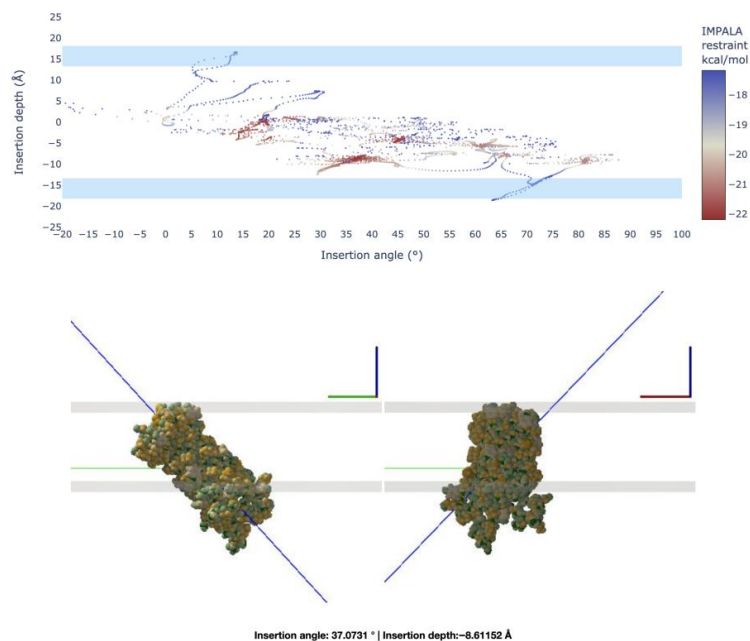 25
20
15
10
5
0
−5
−10
−15
−20
−25
Insertion depth (Å)
−20 −15 −10 −5 0 5 10 15 20 25 30 35 40 45 50 55 60 65 70 75 80 85 90 95 100
Insertion angle (°)
IMPALA
restraint
kcal/mol
−18
−19
−20
−21
−22
Insertion angle: 37.0731 ° | Insertion depth:−8.61152 Å